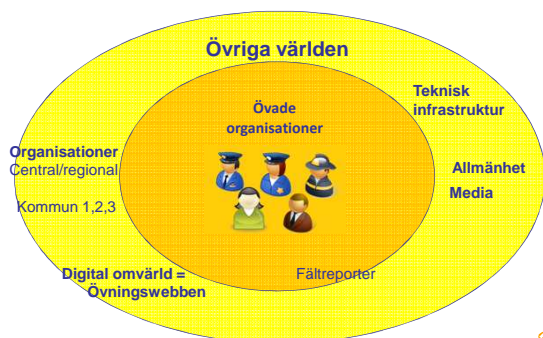 Övriga världen
Teknisk
infrastruktur
Övade
organisationer
Organisationer
Central/regional
Allmänhet
Media
Kommun 1,2,3
Digital omvärld =
Övningswebben
Fältreporter